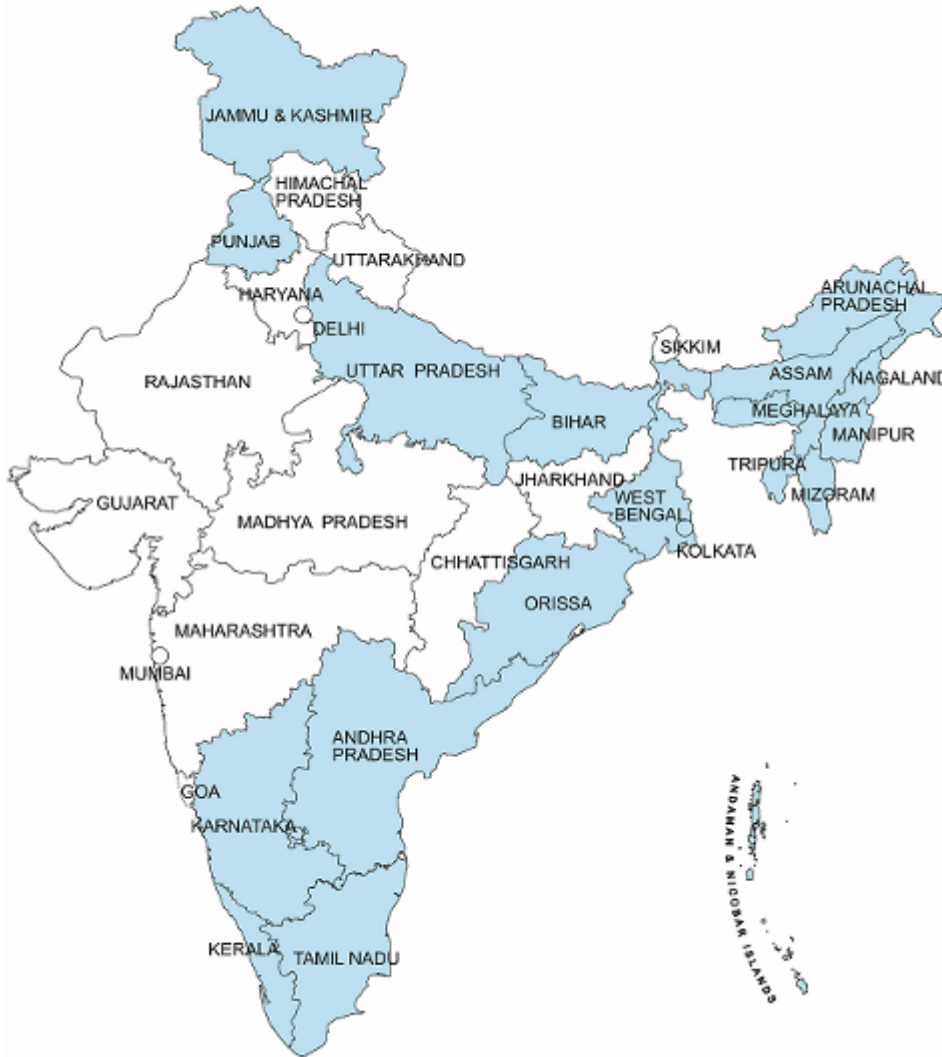 JAMMU & KASHMIR
HIMACHAL
PRADESH
PUNJAB
UTTARAKHAND
HARYANA
DELHI
ARUNACHAL
PRADESH
SIKKIM
RAJASTHAN
UTTAR PRADESH
ASSAM
NAGALAND
BIHAR
MEGHALAYA
MANIPUR
TRIPURA
MIZORAM
GUJARAT
JHARKHAND
WEST
BENGAL
MADHYA PRADESH
KOLKATA
CHHATTISGARH
ORISSA
MAHARASHTRA
MUMBAI
ANDHRA
PRADESH
GOA
KARNATAKA
ANDAMAN & NICOBAR ISLANDS
KERALA
TAMIL NADU